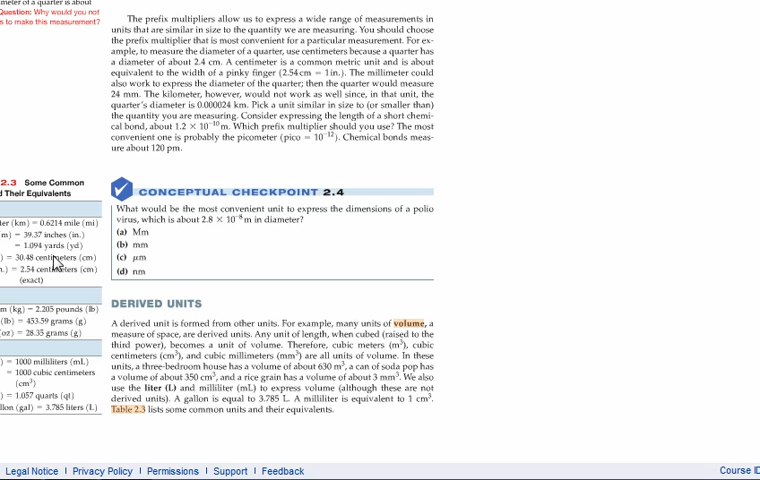 meter of a quarter is about
Question: Why would you not
s to make this measurement?
The prefix multipliers allow us to express a wide range of measurements in
units that are similar in size to the quantity we are measuring. You should choose
the prefix multiplier that is most convenient for a particular measurement. For ex-
ample, to measure the diameter of a quarter, use centimeters because a quarter has
a diameter of about 2.4 cm. A centimeter is a common metric unit and is about
equivalent to the width of a pinky finger (2.54 cm = 1 in.). The millimeter could
also work to express the diameter of the quarter; then the quarter would measure
24 mm. The kilometer, however, would not work as well since, in that unit, the
quarter's diameter is 0.000024 km. Pick a unit similar in size to (or smaller than)
the quantity you are measuring. Consider expressing the length of a short chemi-
cal bond, about 1.2 × 10⁻¹⁰ m. Which prefix multiplier should you use? The most
convenient one is probably the picometer (pico = 10⁻¹²). Chemical bonds meas-
ure about 120 pm.
2.3 Some Common
d Their Equivalents
ter (km) = 0.6214 mile (mi)
m) = 39.37 inches (in.)
= 1.094 yards (yd)
) = 30.48 centimeters (cm)
n.) = 2.54 centimeters (cm)
(exact)
m (kg) = 2.205 pounds (lb)
(lb) = 453.59 grams (g)
(oz) = 28.35 grams (g)
) = 1000 milliliters (mL)
= 1000 cubic centimeters
(cm³)
) = 1.057 quarts (qt)
llon (gal) = 3.785 liters (L)
CONCEPTUAL CHECKPOINT 2.4
What would be the most convenient unit to express the dimensions of a polio
virus, which is about 2.8 × 10⁻⁸ m in diameter?
(a) Mm
(b) mm
(c) μm
(d) nm
DERIVED UNITS
A derived unit is formed from other units. For example, many units of volume, a
measure of space, are derived units. Any unit of length, when cubed (raised to the
third power), becomes a unit of volume. Therefore, cubic meters (m³), cubic
centimeters (cm³), and cubic millimeters (mm³) are all units of volume. In these
units, a three-bedroom house has a volume of about 630 m³, a can of soda pop has
a volume of about 350 cm³, and a rice grain has a volume of about 3 mm³. We also
use the liter (L) and milliliter (mL) to express volume (although these are not
derived units). A gallon is equal to 3.785 L. A milliliter is equivalent to 1 cm³.
Table 2.3 lists some common units and their equivalents.
Legal Notice | Privacy Policy | Permissions | Support | Feedback
Course ID